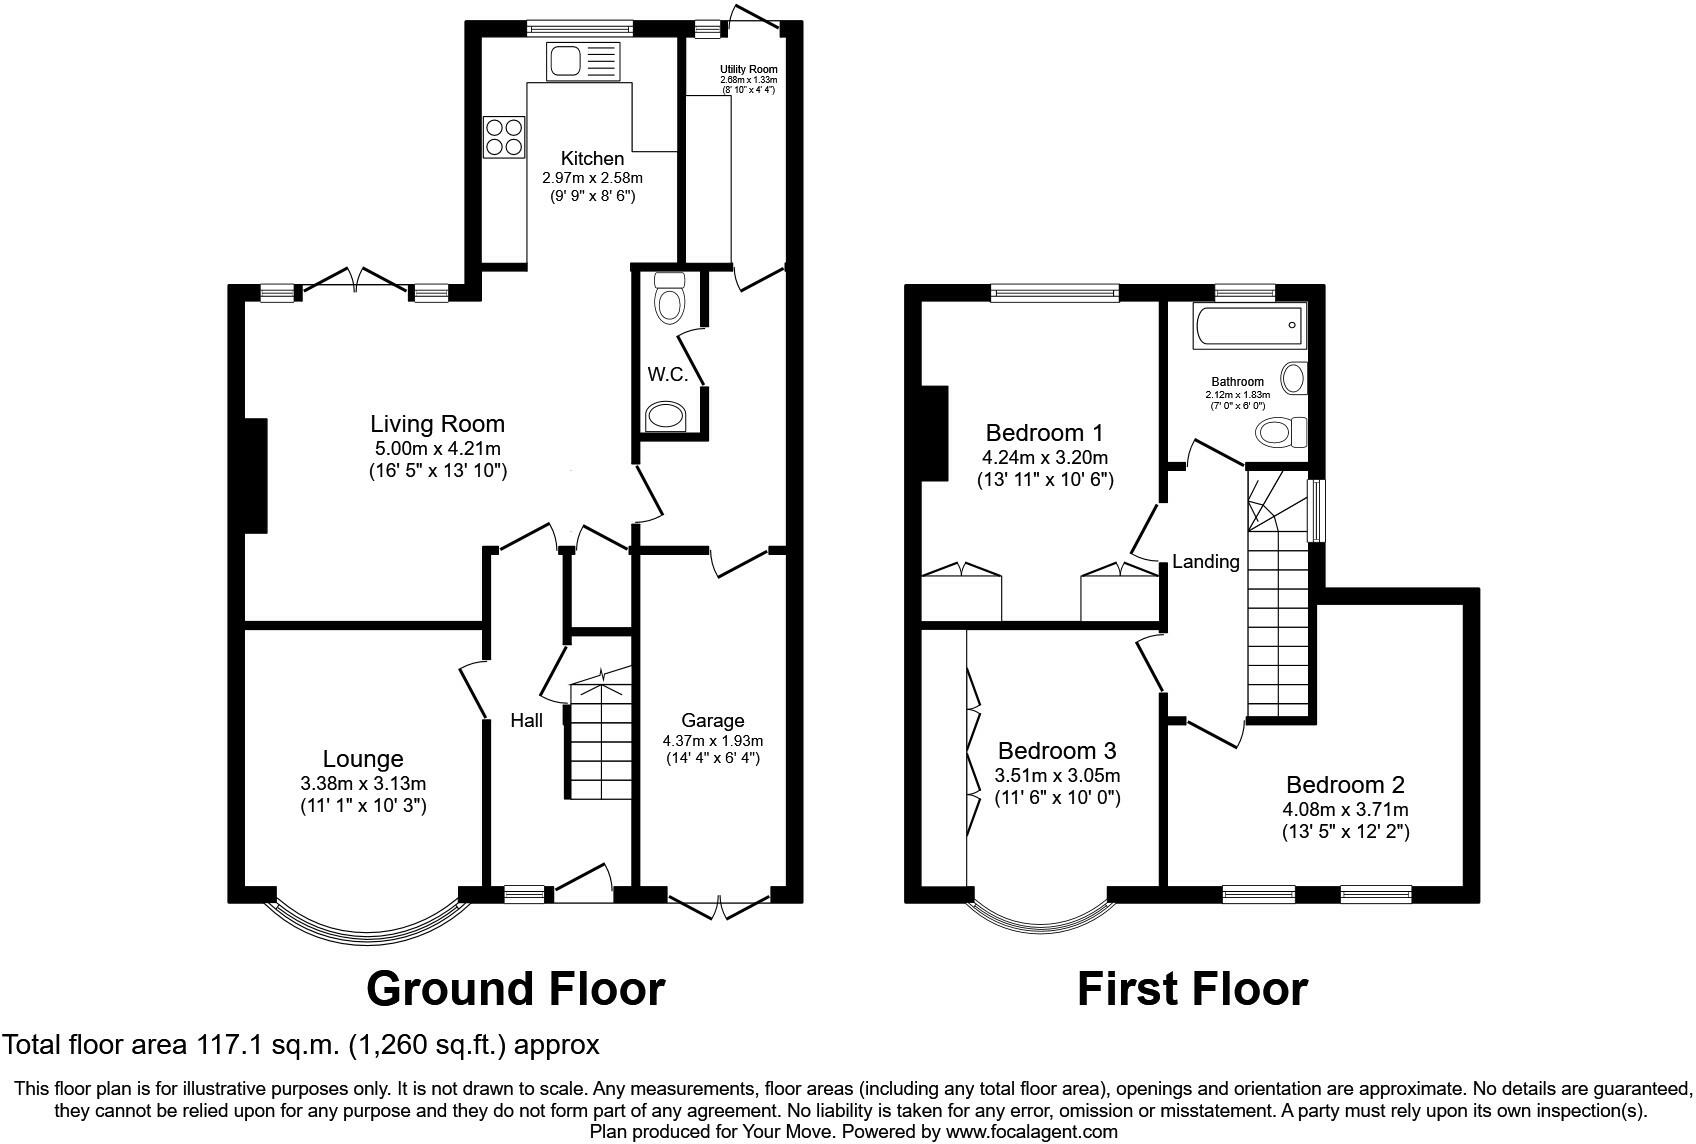 Utility Room
2.68m x 1.33m
(8' 10" x 4' 4")
Kitchen
2.97m x 2.58m
(9' 9" x 8' 6")
W.C.
Living Room
5.00m x 4.21m
(16' 5" x 13' 10")
Hall
Garage
4.37m x 1.93m
(14' 4" x 6' 4")
Lounge
3.38m x 3.13m
(11' 1" x 10' 3")
Bathroom
2.12m x 1.83m
(7' 0" x 6' 0")
Bedroom 1
4.24m x 3.20m
(13' 11" x 10' 6")
Landing
Bedroom 3
3.51m x 3.05m
(11' 6" x 10' 0")
Bedroom 2
4.08m x 3.71m
(13' 5" x 12' 2")
Ground Floor
First Floor
Total floor area 117.1 sq.m. (1,260 sq.ft.) approx
This floor plan is for illustrative purposes only. It is not drawn to scale. Any measurements, floor areas (including any total floor area), openings and orientation are approximate. No details are guaranteed,
they cannot be relied upon for any purpose and they do not form part of any agreement. No liability is taken for any error, omission or misstatement. A party must rely upon its own inspection(s).
Plan produced for Your Move. Powered by www.focalagent.com